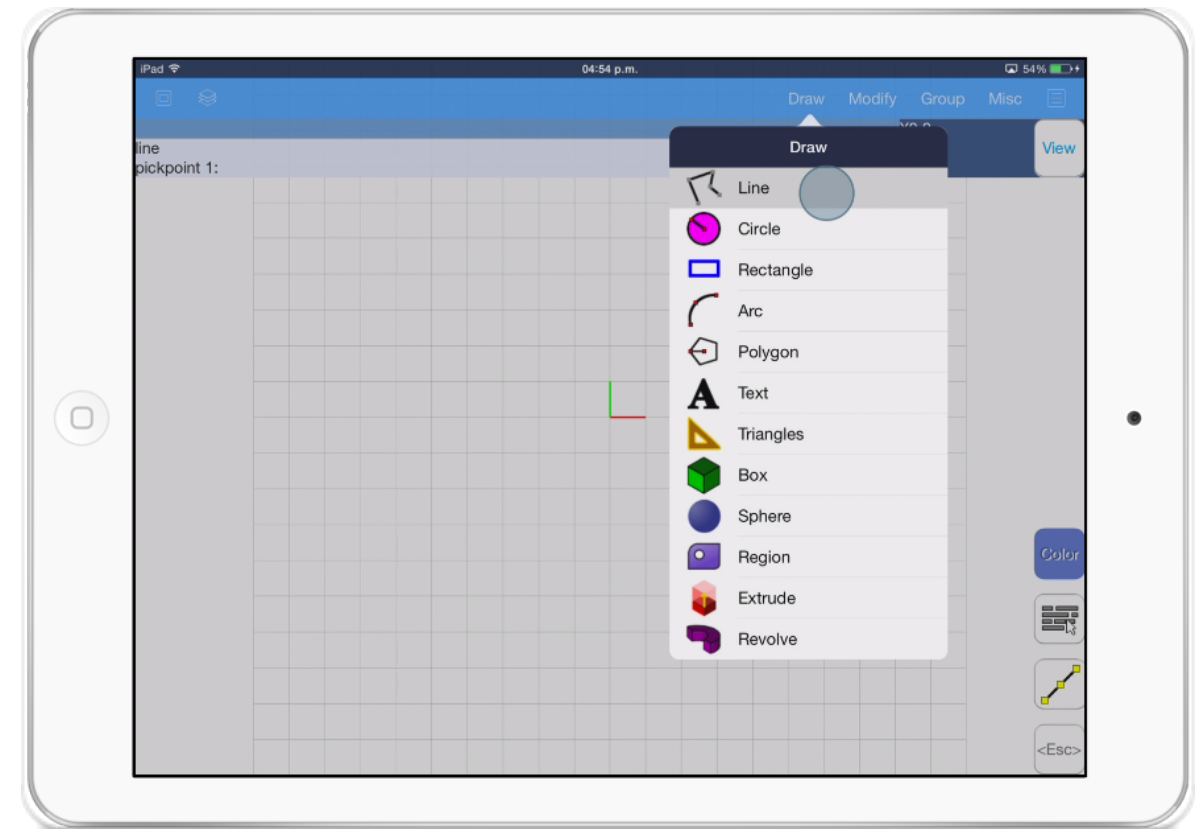 iPad 04:54 p.m. 54%
Draw Modify Group Misc
line
pickpoint 1:
View
Draw
Line
Circle
Rectangle
Arc
Polygon
Text
Triangles
Box
Sphere
Region
Extrude
Revolve
Color
<Esc>